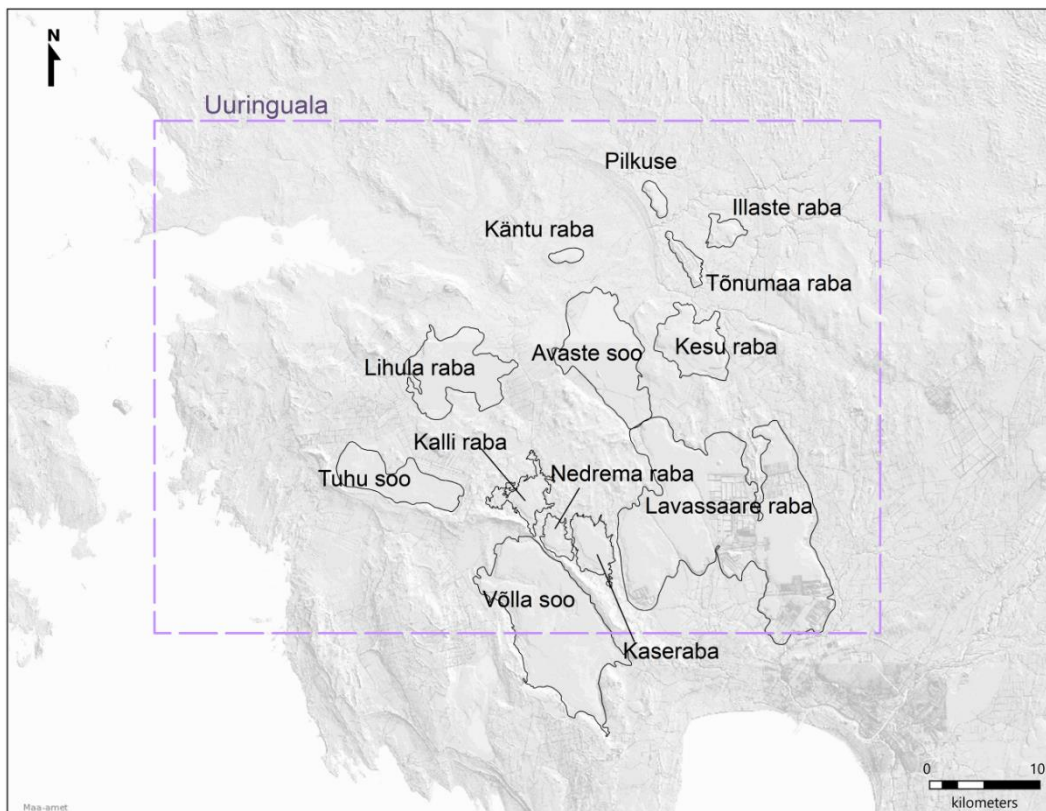 N
Uuringuala
Pilkuse
Illaste raba
Käntu raba
Tõnumaa raba
Avaste soo
Kesu raba
Lihula raba
Kalli raba
Nedrema raba
Tuhu soo
Lavassaare raba
Võlla soo
Kaseraba
0 10
kilometers
Maa-amet